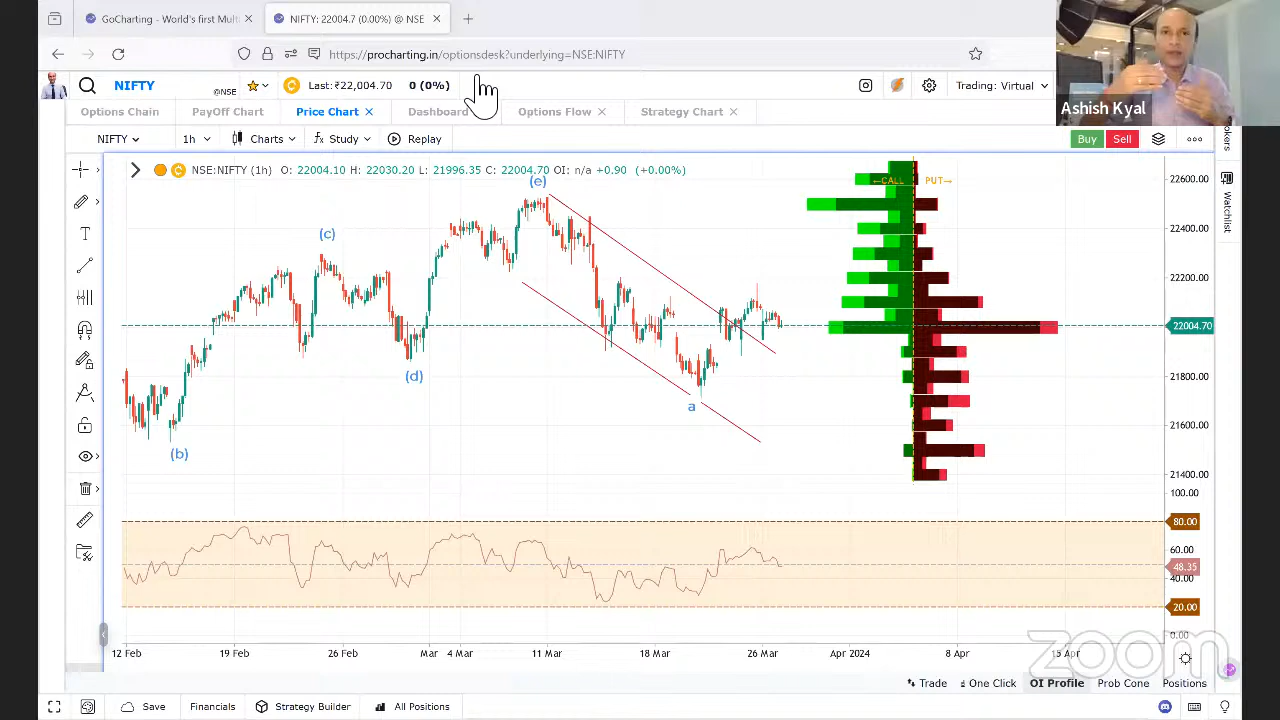 GoCharting - World's first Mult
NIFTY: 22004.7 (0.00%) @ NSE
https://procharting.in/optionsdesk?underlying=NSE:NIFTY
NIFTY @NSE Last:₹22,004.70 0 (0%) Trading: Virtual
Ashish Kyal
Options Chain PayOff Chart Price Chart Dashboard Options Flow Strategy Chart
NIFTY 1h Charts fx Study RepIBy Buy Sell
NSE:NIFTY (1h) O: 22004.10 H: 22030.20 L: 21996.35 C: 22004.70 OI: n/a +0.90 (+0.00%)
Watchlist
←CALL PUT→
(e)
(c)
(d)
(b)
a
22600.00
22400.00
22200.00
22004.70
21800.00
21600.00
21400.00
100.00
80.00
60.00
48.35
40.00
20.00
0.00
12 Feb 19 Feb 26 Feb Mar 4 Mar 11 Mar 18 Mar 26 Mar Apr 2024 8 Apr 15 Apr
zoom
Trade One Click OI Profile Prob Cone Positions
Save Financials Strategy Builder All Positions